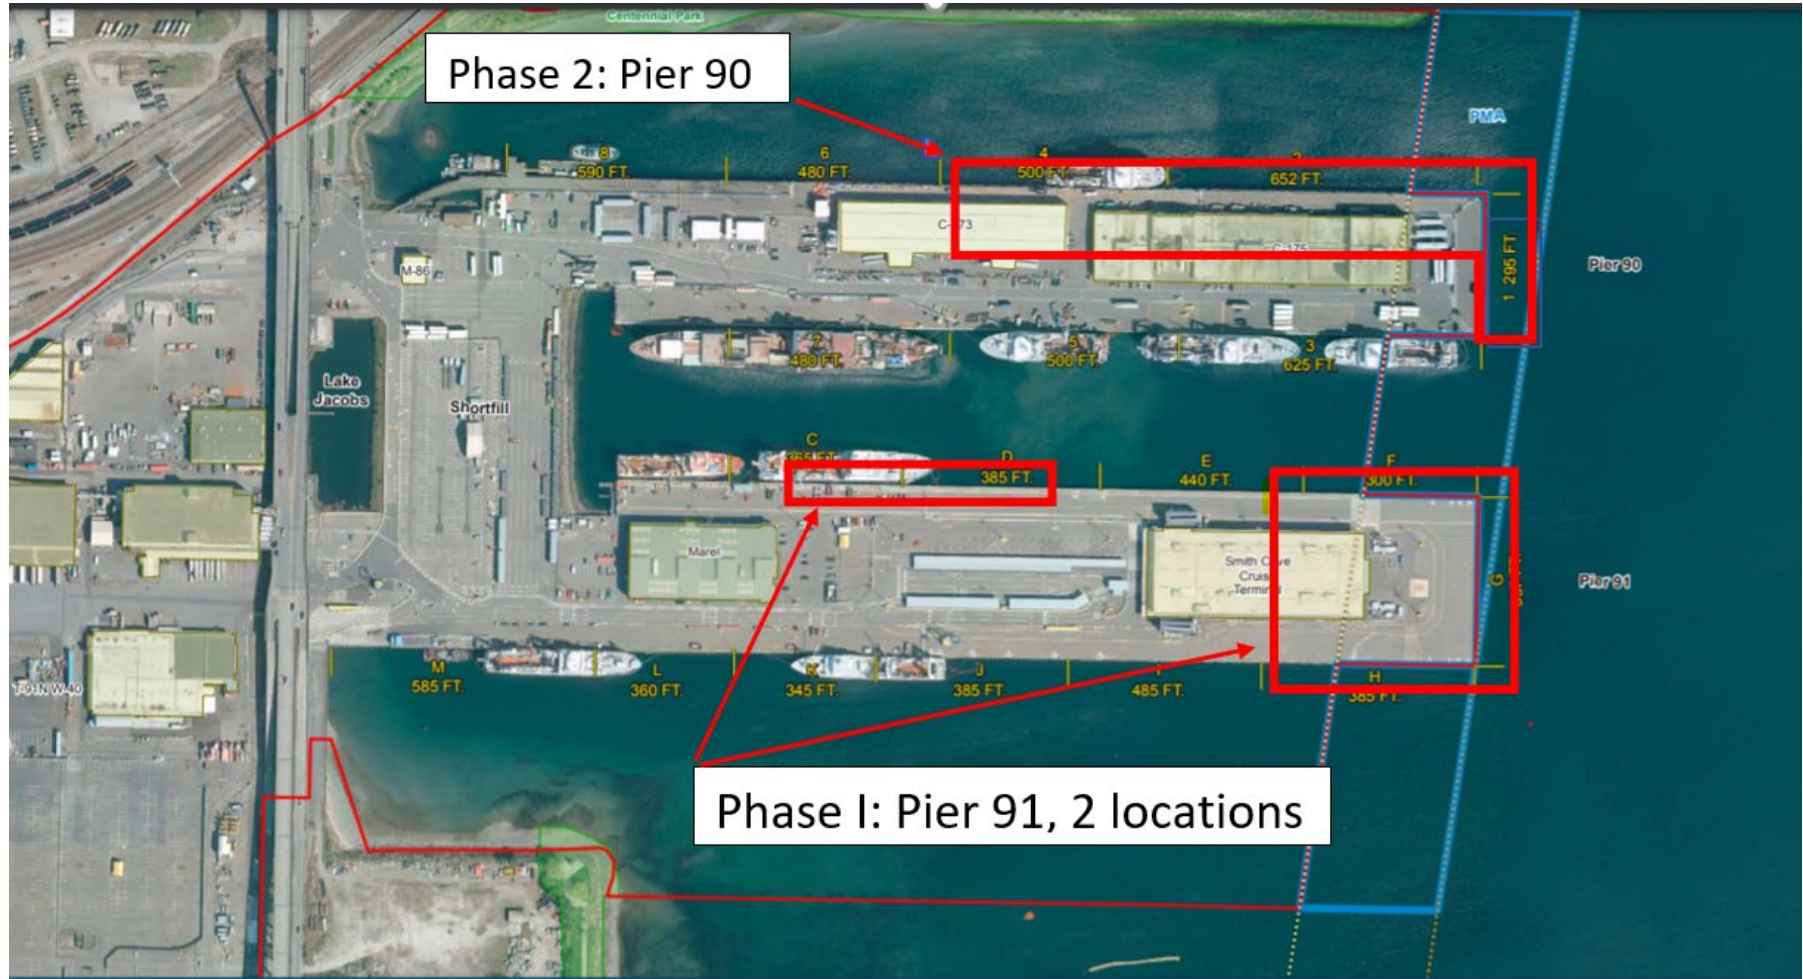 Centennial Park
Phase 2: Pier 90
PMA
8
590 FT.
6
480 FT.
4
500 FT.
2
652 FT.
C-173
C-175
M-86
1 295 FT.
Pier 90
7
480 FT.
5
500 FT.
3
625 FT.
Lake
Jacobs
Shortfill
C
365 FT.
D
385 FT.
E
440 FT.
F
300 FT.
Marel
Smith Cove
Cruise
Terminal
G
Pier 91
M
585 FT.
L
360 FT.
K
345 FT.
J
385 FT.
I
485 FT.
H
385 FT.
T-91N W-40
Phase I: Pier 91, 2 locations